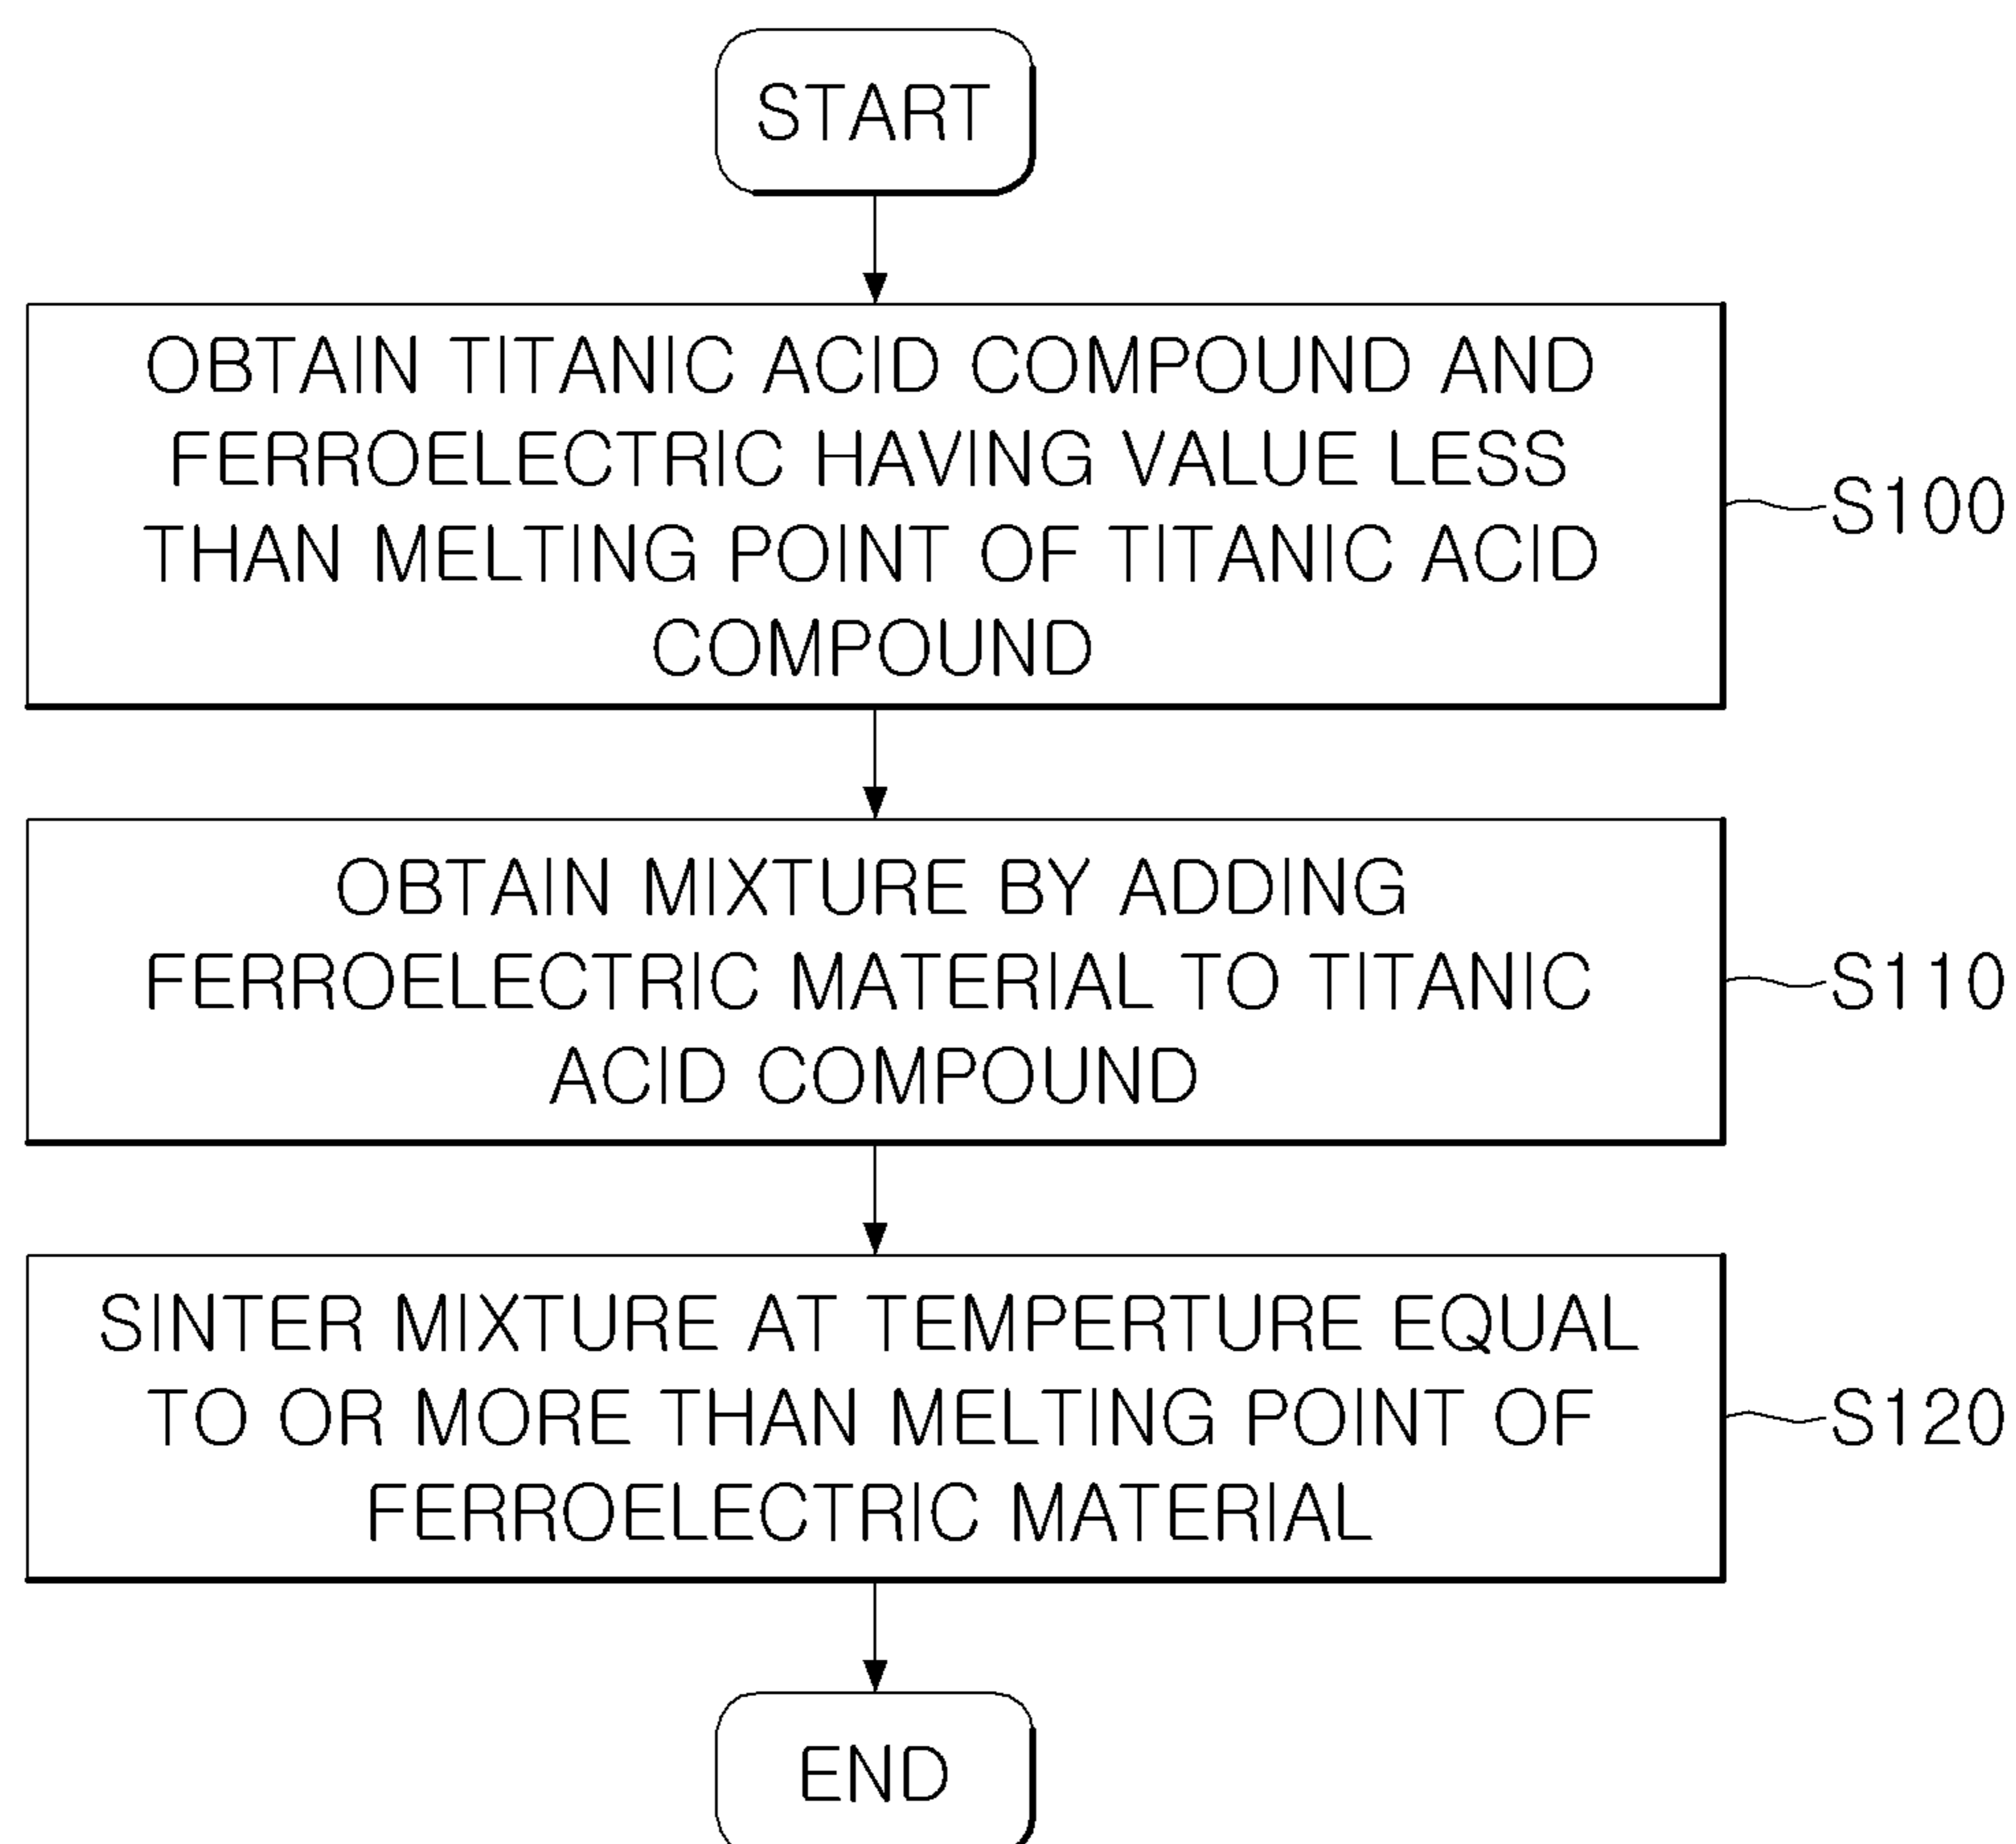 START
OBTAIN TITANIC ACID COMPOUND AND
FERROELECTRIC HAVING VALUE LESS
THAN MELTING POINT OF TITANIC ACID
COMPOUND
S100
OBTAIN MIXTURE BY ADDING
FERROELECTRIC MATERIAL TO TITANIC
ACID COMPOUND
S110
SINTER MIXTURE AT TEMPERTURE EQUAL
TO OR MORE THAN MELTING POINT OF
FERROELECTRIC MATERIAL
S120
END